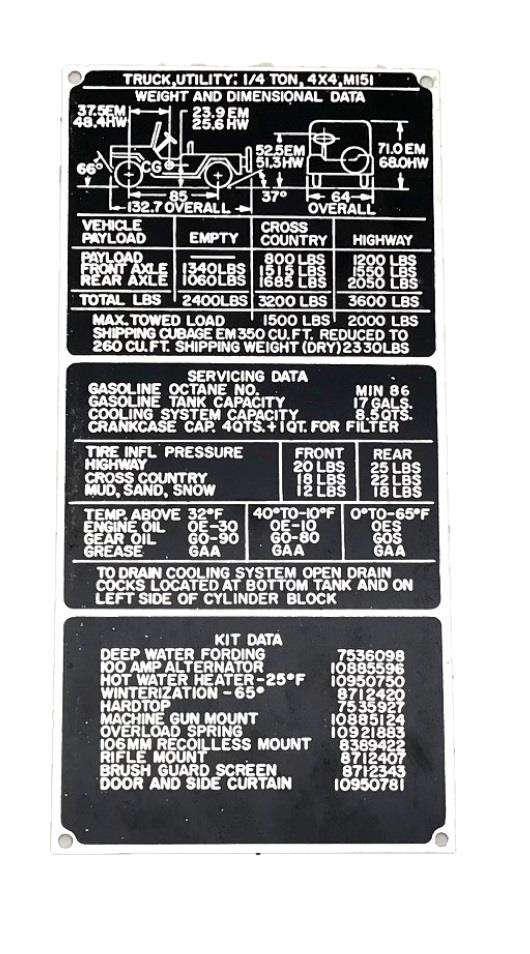 TRUCK, UTILITY: 1/4 TON, 4X4, M151
WEIGHT AND DIMENSIONAL DATA
37.5EM
48.4HW
23.9 EM
25.6 HW
52.5EM
51.3HW
71.0 EM
68.0HW
CG
66°
85
37°
64
132.7 OVERALL
OVERALL
VEHICLE PAYLOAD EMPTY CROSS COUNTRY HIGHWAY
PAYLOAD ——— 800 LBS 1200 LBS
FRONT AXLE 1340LBS 1515 LBS 1550 LBS
REAR AXLE 1060LBS 1685 LBS 2050 LBS
TOTAL LBS 2400LBS 3200 LBS 3600 LBS
MAX. TOWED LOAD 1500 LBS 2000 LBS
SHIPPING CUBAGE EM 350 CU.FT. REDUCED TO
260 CU.FT. SHIPPING WEIGHT (DRY) 2330LBS
SERVICING DATA
GASOLINE OCTANE NO. MIN 86
GASOLINE TANK CAPACITY 17 GALS.
COOLING SYSTEM CAPACITY 8.5QTS.
CRANKCASE CAP. 4QTS.+1QT. FOR FILTER
TIRE INFL PRESSURE FRONT REAR
HIGHWAY 20 LBS 25 LBS
CROSS COUNTRY 18 LBS 22 LBS
MUD, SAND, SNOW 12 LBS 18 LBS
TEMP. ABOVE 32°F 40°TO-10°F 0°TO-65°F
ENGINE OIL OE-30 OE-10 OES
GEAR OIL GO-90 GO-80 GOS
GREASE GAA GAA GAA
TO DRAIN COOLING SYSTEM OPEN DRAIN
COCKS LOCATED AT BOTTOM TANK AND ON
LEFT SIDE OF CYLINDER BLOCK
KIT DATA
DEEP WATER FORDING 7536098
100 AMP ALTERNATOR 10885596
HOT WATER HEATER-25°F 10950750
WINTERIZATION -65° 8712420
HARDTOP 7535927
MACHINE GUN MOUNT 10885124
OVERLOAD SPRING 10921883
106MM RECOILLESS MOUNT 8389422
RIFLE MOUNT 8712407
BRUSH GUARD SCREEN 8712343
DOOR AND SIDE CURTAIN 10950781